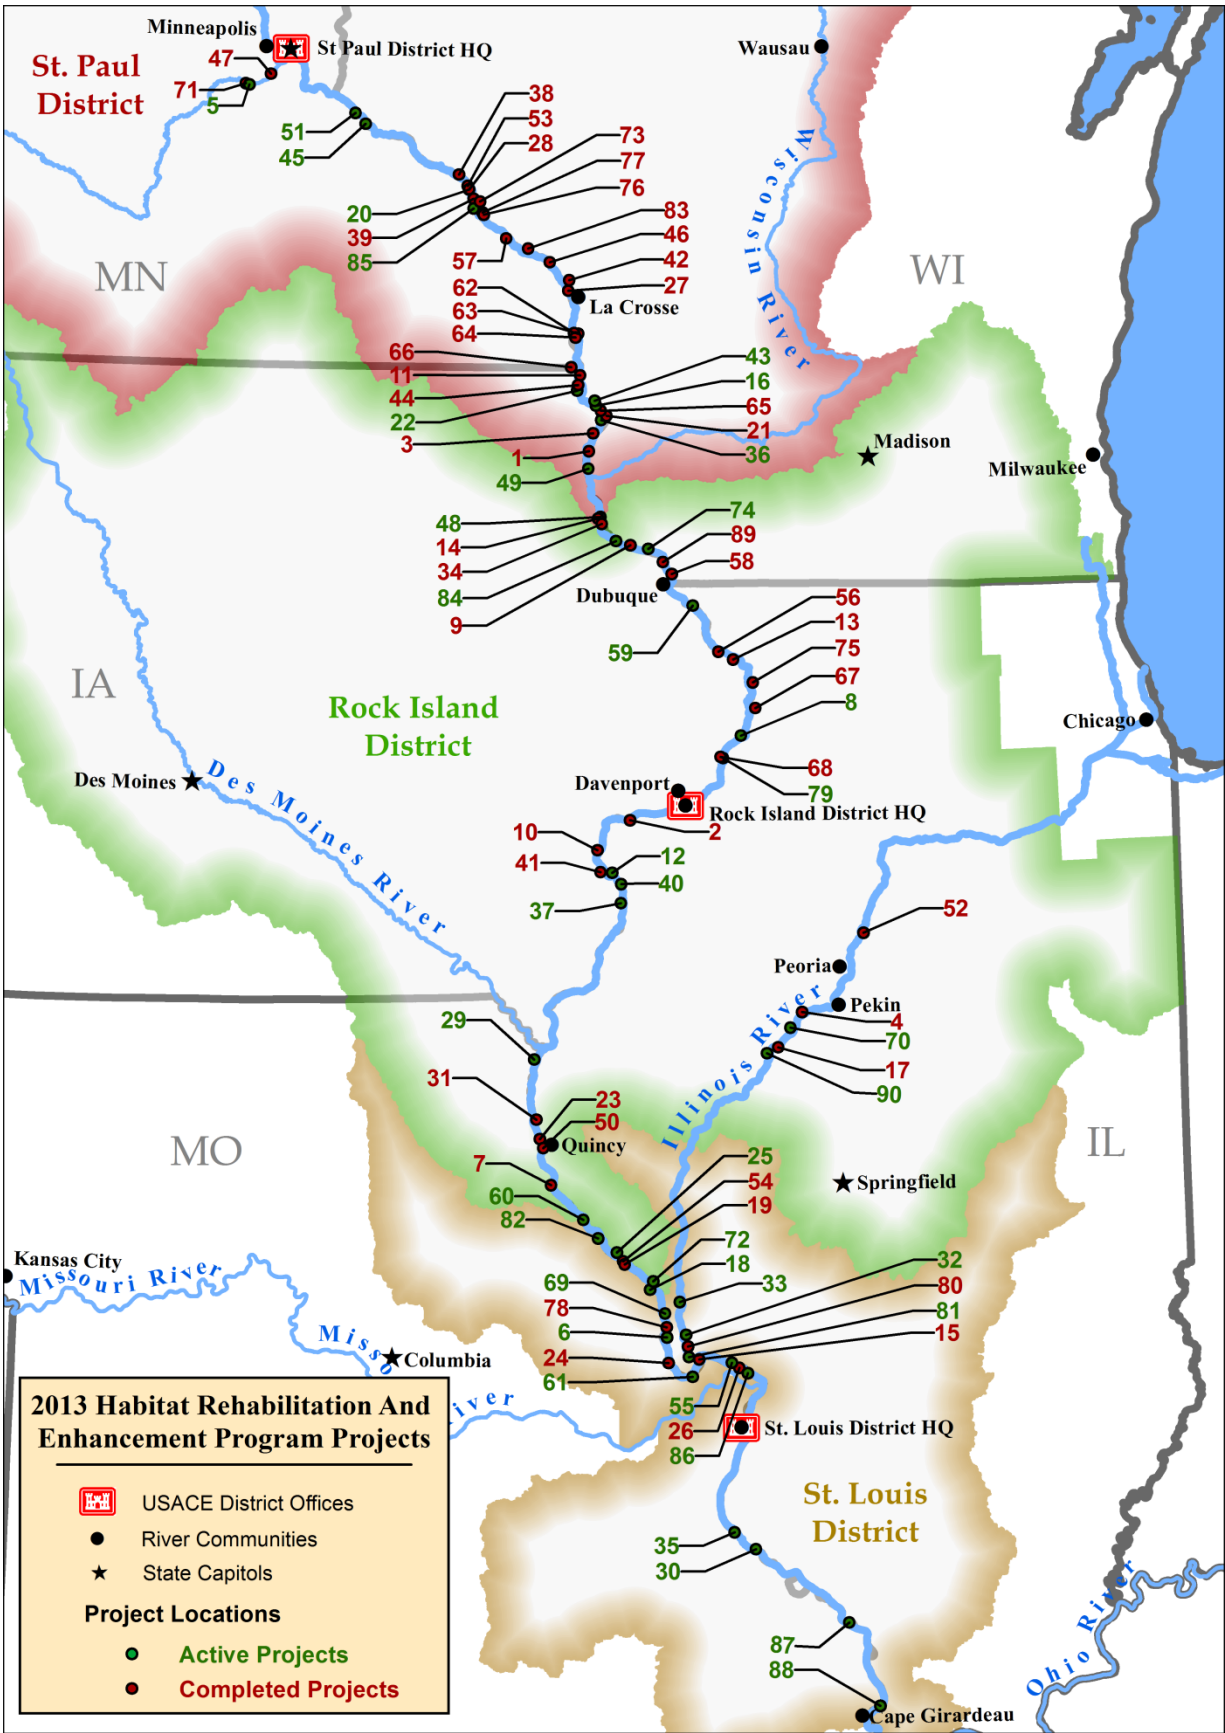 Minneapolis
St Paul District HQ
Wausau
St. Paul
District
47
71
5
51
45
38
53
28
73
77
76
20
39
85
83
46
42
27
57
62
63
64
La Crosse
MN
WI
Wisconsin River
66
11
44
22
3
1
49
43
16
65
21
36
Madison
Milwaukee
48
14
34
84
9
74
89
58
Dubuque
59
56
13
75
67
8
IA
Rock Island
District
Chicago
Des Moines
Des Moines River
Davenport
68
79
Rock Island District HQ
2
10
41
12
40
37
52
Peoria
Pekin
4
70
17
90
Illinois River
29
31
23
50
Quincy
MO
IL
7
60
82
25
54
19
Springfield
72
18
33
32
80
81
15
69
78
6
24
61
Kansas City
Missouri River
Misso
Columbia
iver
55
26
86
St. Louis District HQ
St. Louis
District
35
30
87
88
Cape Girardeau
Ohio River
2013 Habitat Rehabilitation And
Enhancement Program Projects
USACE District Offices
River Communities
State Capitols
Project Locations
Active Projects
Completed Projects